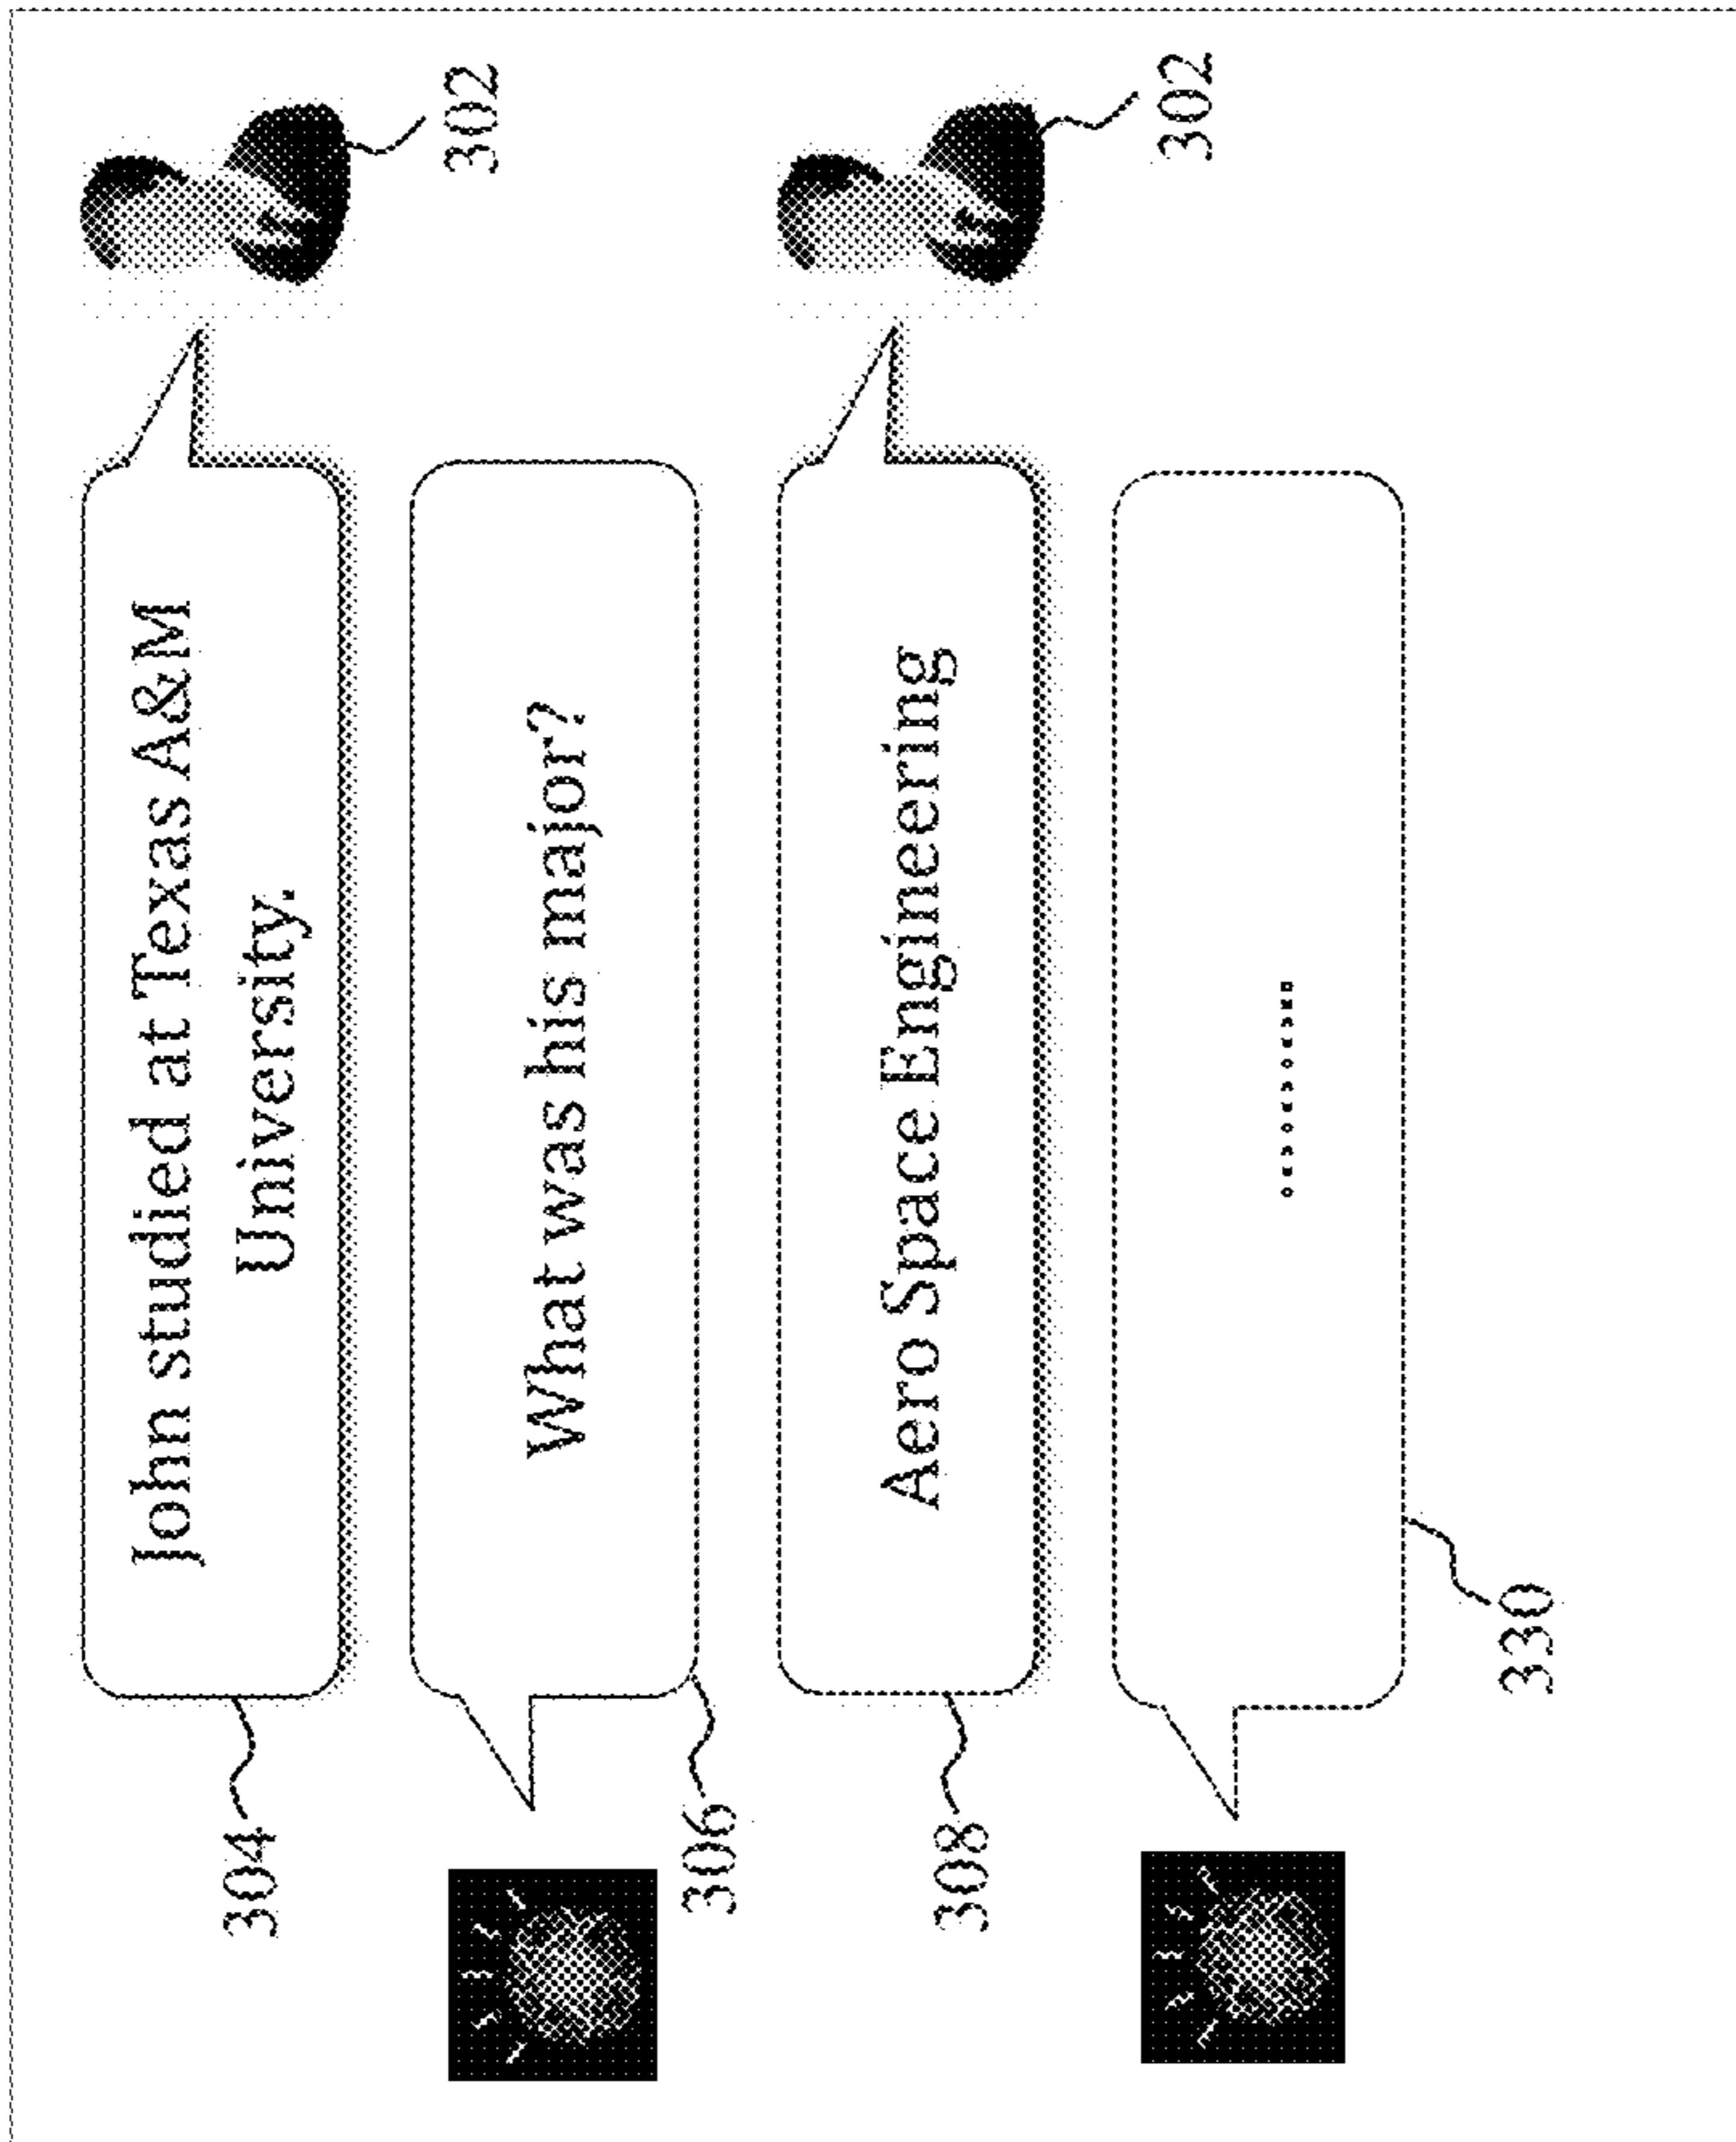 John studied at Texas A&M
University.
302
304
What was his major?
306
Aero Space Engineering
302
308
..........
330